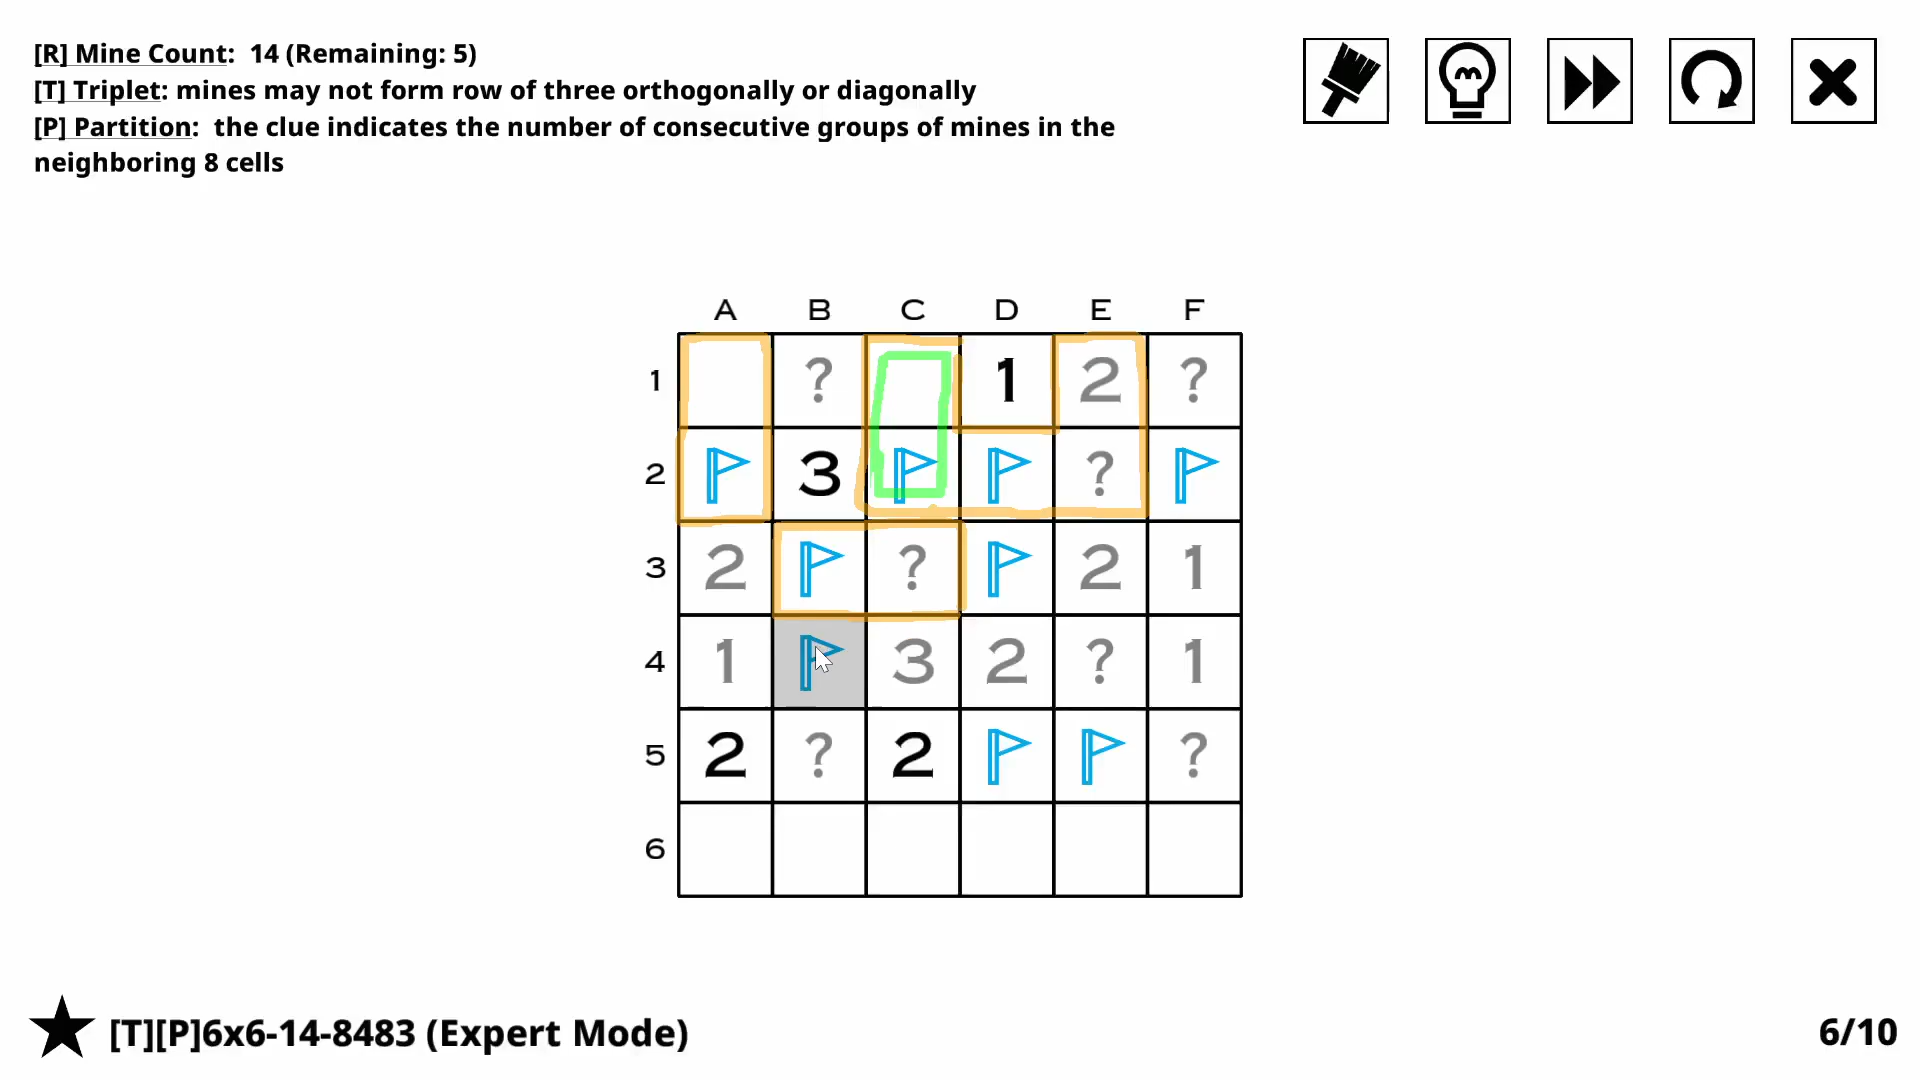 [R] Mine Count: 14 (Remaining: 5)
[T] Triplet: mines may not form row of three orthogonally or diagonally
[P] Partition: the clue indicates the number of consecutive groups of mines in the
neighboring 8 cells
A B C D E F
1 ? 1 2 ?
2 3 ?
3 2 ? 2 1
4 1 3 2 ? 1
5 2 ? 2 ?
6
[T][P]6x6-14-8483 (Expert Mode)
6/10